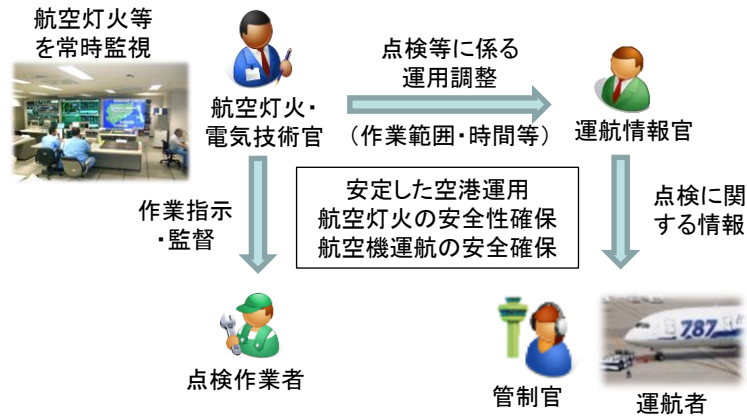 航空灯火等
を常時監視
航空灯火・
電気技術官
点検等に係る
運用調整
（作業範囲・時間等）
運航情報官
作業指示
・監督
安定した空港運用
航空灯火の安全性確保
航空機運航の安全確保
点検に関
する情報
点検作業者
管制官
787
運航者